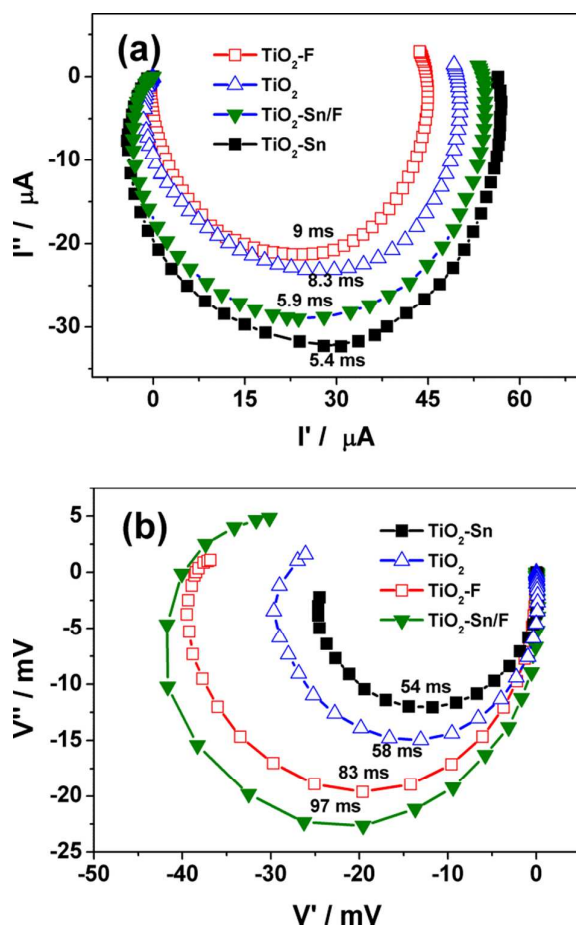 (a)
TiO2-F
TiO2
TiO2-Sn/F
TiO2-Sn
0
-10
-20
-30
I'' / μA
9 ms
8.3 ms
5.9 ms
5.4 ms
0 15 30 45 60
I' / μA
(b)
TiO2-Sn
TiO2
TiO2-F
TiO2-Sn/F
5
0
-5
-10
-15
-20
-25
V'' / mV
54 ms
58 ms
83 ms
97 ms
-50 -40 -30 -20 -10 0
V' / mV